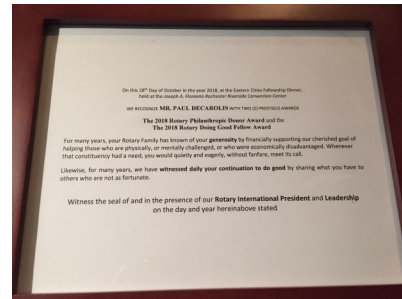 On this 28th Day of October in the year 2018, at the Eastern Cities Fellowship Dinner,
held at the Joseph A. Floreano Rochester Riverside Convention Center
WE RECOGNIZE MR. PAUL DECAROLIS WITH TWO (2) PRESTIGIOUS AWARDS
The 2018 Rotary Philanthropic Donor Award and the
The 2018 Rotary Doing Good Fellow Award
For many years, your Rotary Family has known of your generosity by financially supporting our cherished goal of
helping those who are physically, or mentally challenged, or who were economically disadvantaged. Whenever
that constituency had a need, you would quietly and eagerly, without fanfare, meet its call.
Likewise, for many years, we have witnessed daily your continuation to do good by sharing what you have to
others who are not as fortunate.
Witness the seal of and in the presence of our Rotary International President and Leadership
on the day and year hereinabove stated.